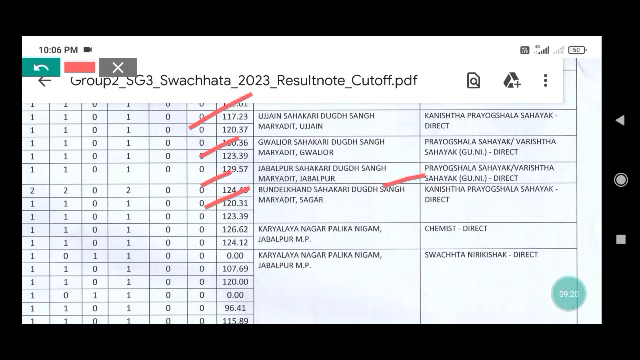 10:06 PM
50
Group2_SG3_Swachhata_2023_Resultnote_Cutoff.pdf
1 1 0 1 0 0 117.23 UJJAIN SAHAKARI DUGDH SANGH KANISHTHA PRAYOGSHALA SAHAYAK -
1 1 0 1 0 0 120.37 MARYADIT, UJJAIN DIRECT
1 1 0 1 0 0 GWALIOR SAHAKARI DUGDH SANGH PRAYOGSHALA SAHAYAK/ VARISHTHA
1 1 0 1 0 0 123.39 MARYADIT, GWALIOR SAHAYAK (GU.NI.) - DIRECT
1 1 0 1 0 0 129.57 JABALPUR SAHAKARI DUGDH SANGH PRAYOGSHALA SAHAYAK/VARISHTHA
MARYADIT, JABALPUR SAHAYAK (GU.NI.) - DIRECT
2 2 0 2 0 0 BUNDELKHAND SAHAKARI DUGDH SANGH KANISHTHA PRAYOGSHALA SAHAYAK -
1 1 0 1 0 0 120.31 MARYADIT, SAGAR DIRECT
1 1 0 1 0 0 123.39
1 1 0 1 0 0 126.62 KARYALAYA NAGAR PALIKA NIGAM, CHEMIST - DIRECT
1 1 0 1 0 0 124.12 JABALPUR M.P.
1 0 1 1 0 0 0.00 KARYALAYA NAGAR PALIKA NIGAM, SWACHHTA NIRIKISHAK - DIRECT
1 1 0 1 0 0 107.69 JABALPUR M.P.
1 1 0 1 0 0 120.00
1 0 1 1 0 0 0.00
1 1 0 1 0 0 96.41
1 1 0 1 0 0 115.89
09:20